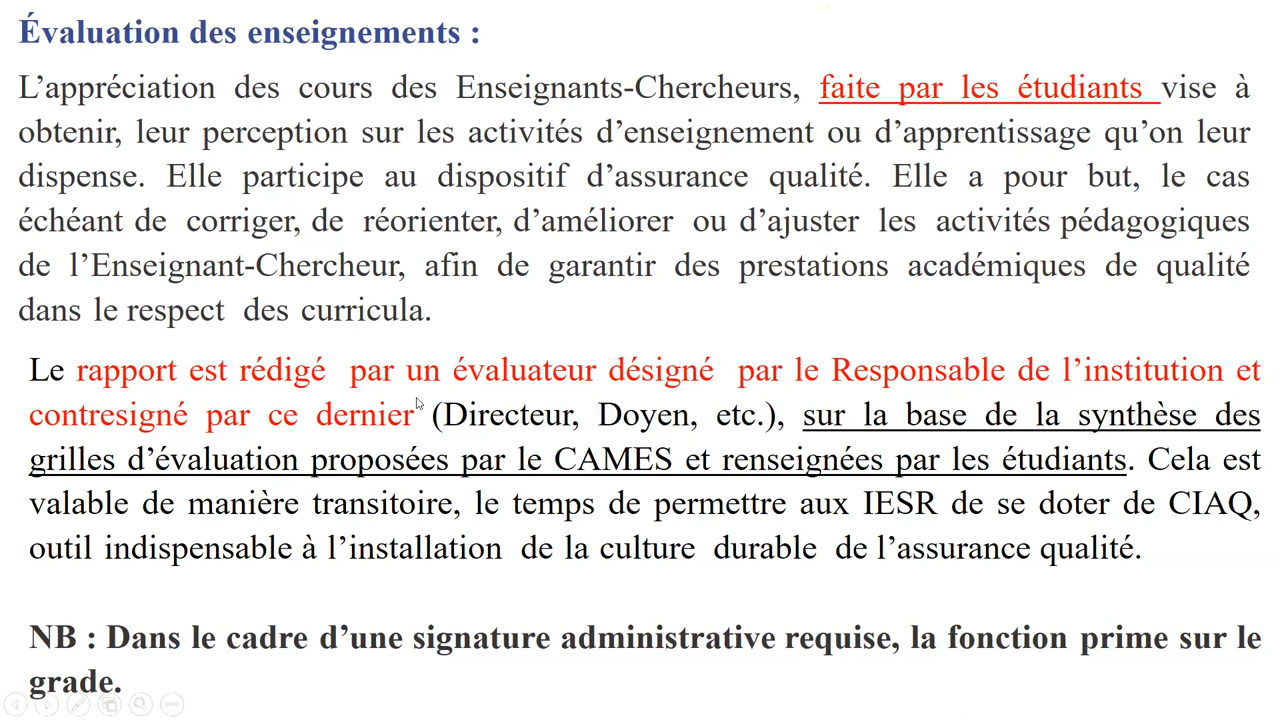 Évaluation des enseignements :
L’appréciation des cours des Enseignants-Chercheurs, faite par les étudiants vise à
obtenir, leur perception sur les activités d’enseignement ou d’apprentissage qu’on leur
dispense. Elle participe au dispositif d’assurance qualité. Elle a pour but, le cas
échéant de corriger, de réorienter, d’améliorer ou d’ajuster les activités pédagogiques
de l’Enseignant-Chercheur, afin de garantir des prestations académiques de qualité
dans le respect des curricula.
Le rapport est rédigé par un évaluateur désigné par le Responsable de l’institution et
contresigné par ce dernier (Directeur, Doyen, etc.), sur la base de la synthèse des
grilles d’évaluation proposées par le CAMES et renseignées par les étudiants. Cela est
valable de manière transitoire, le temps de permettre aux IESR de se doter de CIAQ,
outil indispensable à l’installation de la culture durable de l’assurance qualité.
NB : Dans le cadre d’une signature administrative requise, la fonction prime sur le
grade.